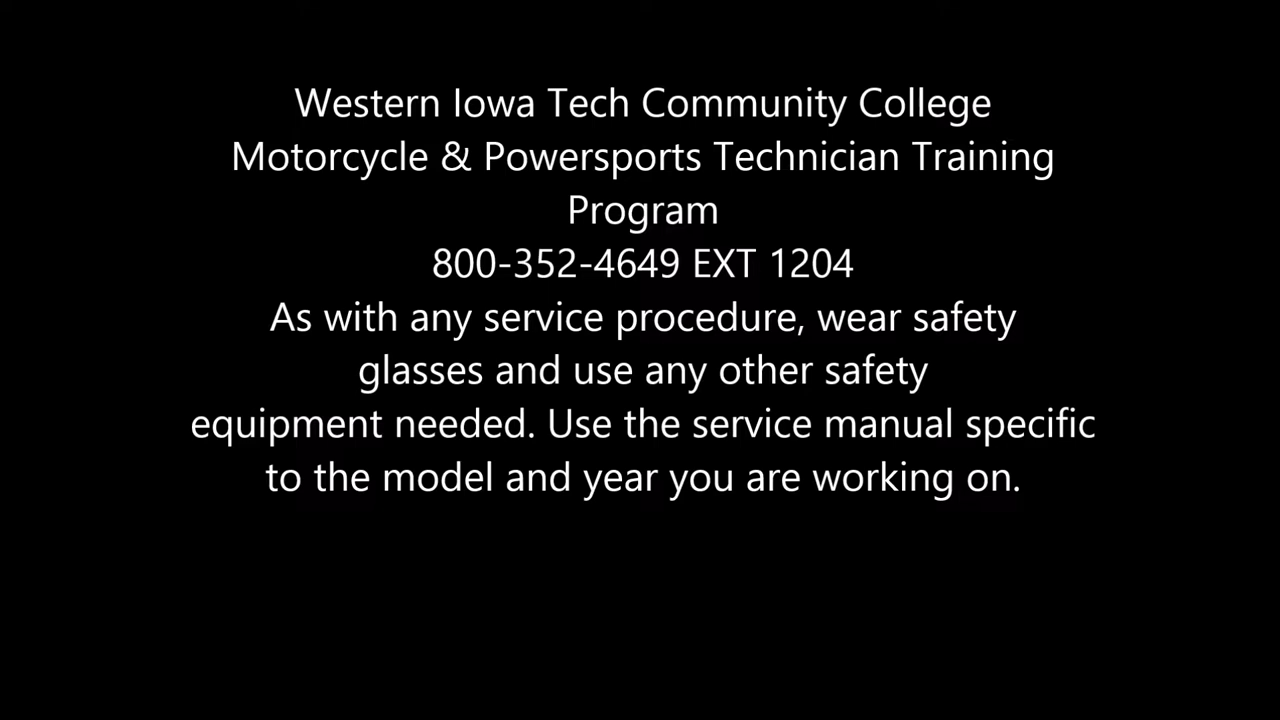 Western Iowa Tech Community College
Motorcycle & Powersports Technician Training
Program
800-352-4649 EXT 1204
As with any service procedure, wear safety
glasses and use any other safety
equipment needed. Use the service manual specific
to the model and year you are working on.